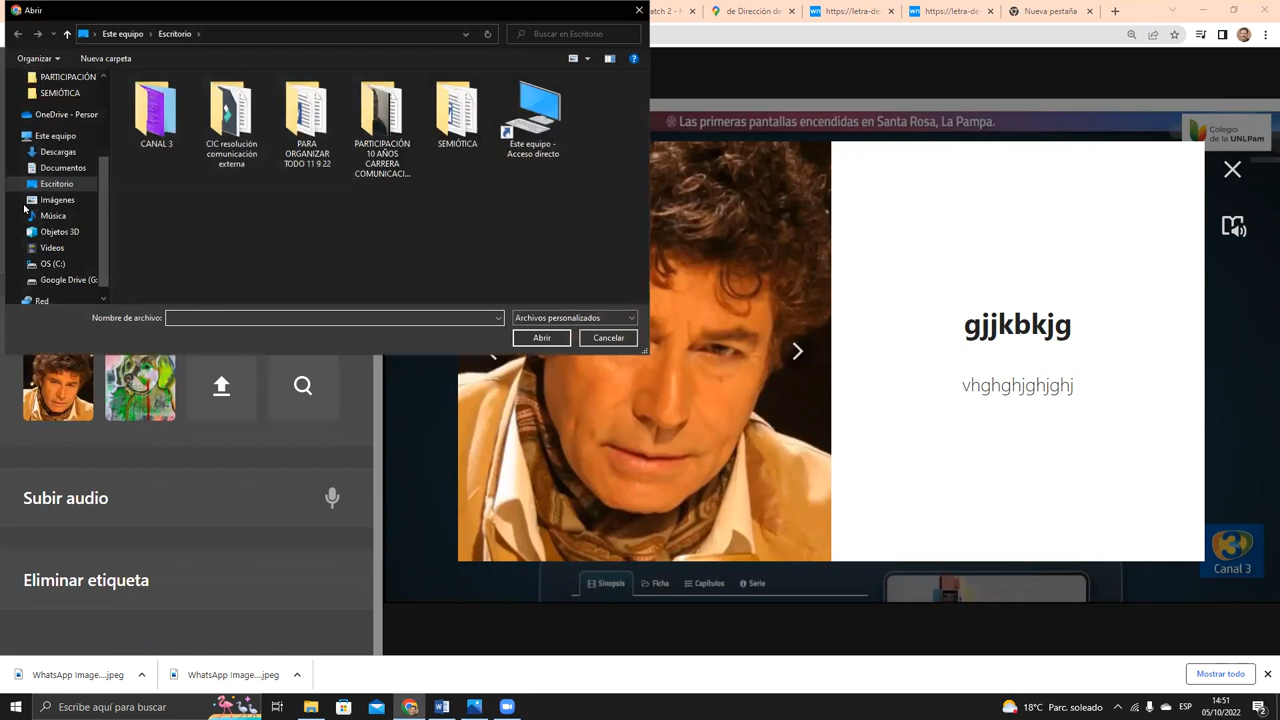 Abrir
atch 2 - H
de Dirección de
https://letra-de
https://letra-de
Nueva pestaña
Este equipo
Escritorio
Buscar en Escritorio
Organizar
Nueva carpeta
PARTICIPACIÓN
SEMIÓTICA
OneDrive - Person
Este equipo
Descargas
Documentos
Escritorio
Imágenes
Música
Objetos 3D
Videos
OS (C:)
Google Drive (G:
Red
CANAL 3
CIC resolución
comunicación
externa
PARA
ORGANIZAR
TODO 11 9 22
PARTICIPACIÓN
10 AÑOS
CARRERA
COMUNICACI...
SEMIÓTICA
Este equipo -
Acceso directo
Nombre de archivo:
Archivos personalizados
Abrir
Cancelar
Las primeras pantallas encendidas en Santa Rosa, La Pampa.
Colegio
de la UNLPam
gjjkbkjg
vhghghjghjghj
Subir audio
Eliminar etiqueta
Sinopsis
Ficha
Capítulos
Serie
3
Canal 3
WhatsApp Image....jpeg
WhatsApp Image....jpeg
Mostrar todo
Escribe aquí para buscar
18°C Parc. soleado
ESP
14:51
05/10/2022
2